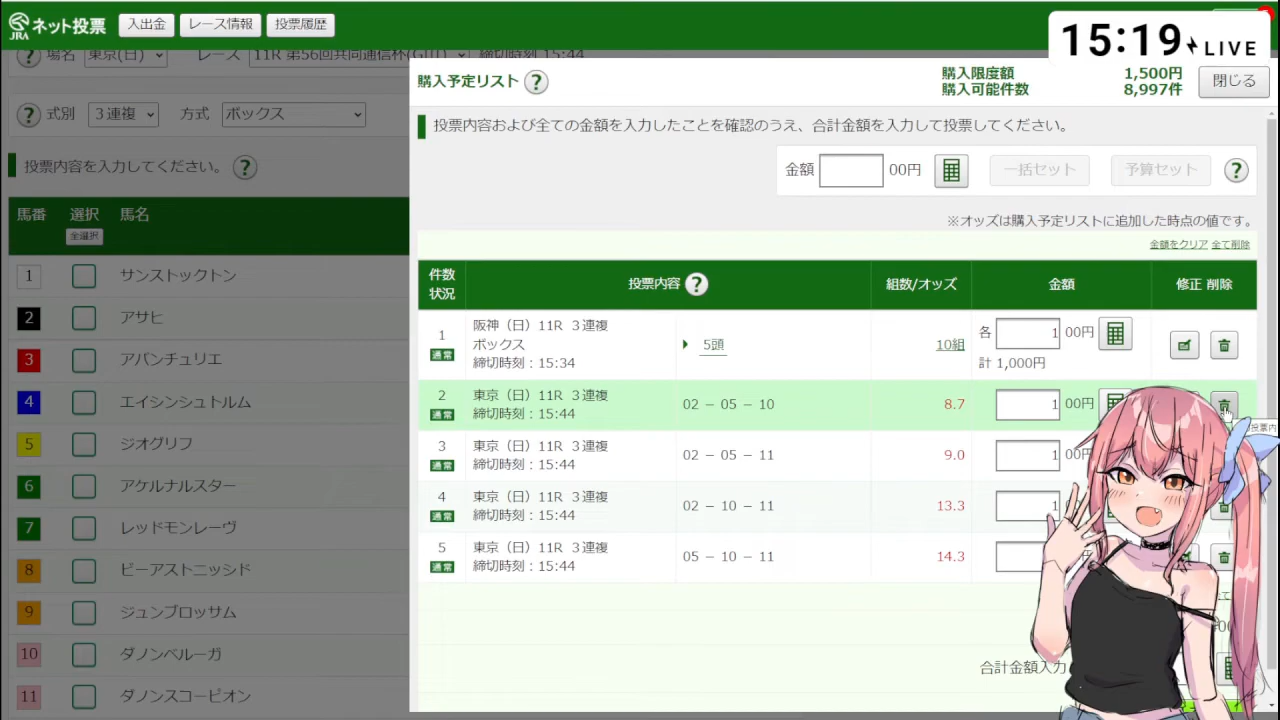 JRA ネット投票 入出金 レース情報 投票履歴
15:19 LIVE
? 場名 東京(日) レース 11R 第56回共同通信杯(GIII) 締切時刻 15:44
? 式別 3連複 方式 ボックス
投票内容を入力してください。 ?
馬番 選択 馬名
全選択
1 サンストックトン
2 アサヒ
3 アバンチュリエ
4 エイシンシュトルム
5 ジオグリフ
6 アケルナルスター
7 レッドモンレーヴ
8 ビーアストニッシド
9 ジュンブロッサム
10 ダノンベルーガ
11 ダノンスコーピオン
購入予定リスト ?
購入限度額 1,500円
購入可能件数 8,997件
閉じる
投票内容および全ての金額を入力したことを確認のうえ、合計金額を入力して投票してください。
金額 00円 一括セット 予算セット ?
※オッズは購入予定リストに追加した時点の値です。
金額をクリア 全て削除
件数 状況 投票内容 ? 組数/オッズ 金額 修正 削除
1 通常 阪神（日）11R 3連複
ボックス 5頭 10組 各 1 00円
締切時刻：15:34 計 1,000円
2 通常 東京（日）11R 3連複
締切時刻：15:44 02 － 05 － 10 8.7 1 00円
投票内
3 通常 東京（日）11R 3連複
締切時刻：15:44 02 － 05 － 11 9.0 1 00円
4 通常 東京（日）11R 3連複
締切時刻：15:44 02 － 10 － 11 13.3 1
5 通常 東京（日）11R 3連複
締切時刻：15:44 05 － 10 － 11 14.3
合計金額入力